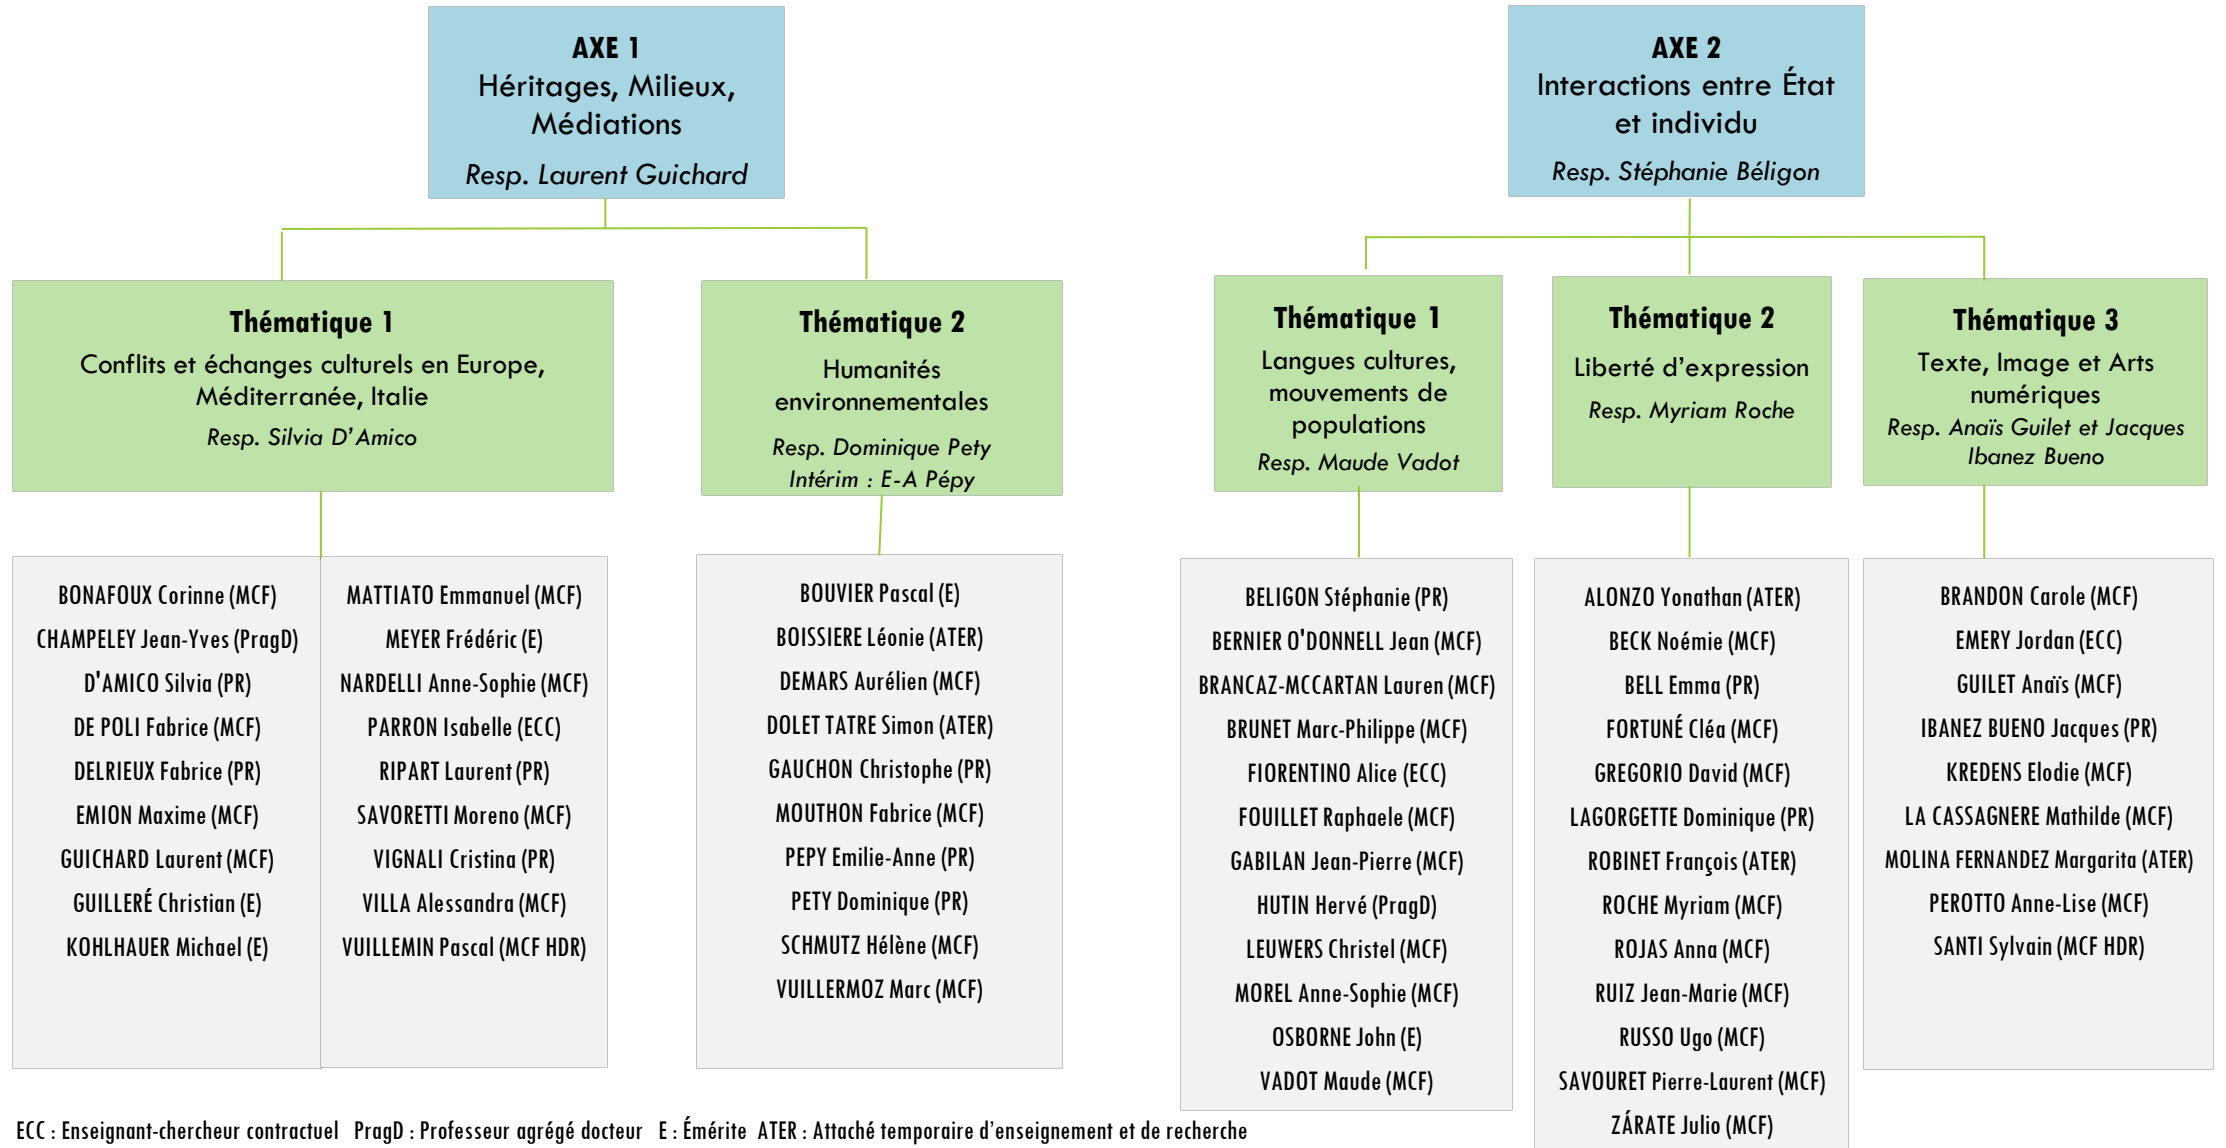 AXE 1
Héritages, Milieux,
Médiations
Resp. Laurent Guichard
AXE 2
Interactions entre État
et individu
Resp. Stéphanie Béligon
Thématique 1
Conflits et échanges culturels en Europe,
Méditerranée, Italie
Resp. Silvia D'Amico
Thématique 2
Humanités
environnementales
Resp. Dominique Pety
Intérim : E-A Pépy
Thématique 1
Langues cultures,
mouvements de
populations
Resp. Maude Vadot
Thématique 2
Liberté d'expression
Resp. Myriam Roche
Thématique 3
Texte, Image et Arts
numériques
Resp. Anaïs Guilet et Jacques
Ibanez Bueno
BONAFOUX Corinne (MCF)
CHAMPELEY Jean-Yves (PragD)
D'AMICO Silvia (PR)
DE POLI Fabrice (MCF)
DELRIEUX Fabrice (PR)
EMION Maxime (MCF)
GUICHARD Laurent (MCF)
GUILLERÉ Christian (E)
KOHLHAUER Michael (E)
MATTIATO Emmanuel (MCF)
MEYER Frédéric (E)
NARDELLI Anne-Sophie (MCF)
PARRON Isabelle (ECC)
RIPART Laurent (PR)
SAVORETTI Moreno (MCF)
VIGNALI Cristina (PR)
VILLA Alessandra (MCF)
VUILLEMIN Pascal (MCF HDR)
BOUVIER Pascal (E)
BOISSIERE Léonie (ATER)
DEMARS Aurélien (MCF)
DOLET TATRE Simon (ATER)
GAUCHON Christophe (PR)
MOUTHON Fabrice (MCF)
PEPY Emilie-Anne (PR)
PETY Dominique (PR)
SCHMUTZ Hélène (MCF)
VUILLERMOZ Marc (MCF)
BELIGON Stéphanie (PR)
BERNIER O'DONNELL Jean (MCF)
BRANCAZ-MCCARTAN Lauren (MCF)
BRUNET Marc-Philippe (MCF)
FIORENTINO Alice (ECC)
FOUILLET Raphaele (MCF)
GABILAN Jean-Pierre (MCF)
HUTIN Hervé (PragD)
LEUWERS Christel (MCF)
MOREL Anne-Sophie (MCF)
OSBORNE John (E)
VADOT Maude (MCF)
ALONZO Yonathan (ATER)
BECK Noémie (MCF)
BELL Emma (PR)
FORTUNÉ Cléa (MCF)
GREGORIO David (MCF)
LAGORGETTE Dominique (PR)
ROBINET François (ATER)
ROCHE Myriam (MCF)
ROJAS Anna (MCF)
RUIZ Jean-Marie (MCF)
RUSSO Ugo (MCF)
SAVOURET Pierre-Laurent (MCF)
ZÁRATE Julio (MCF)
BRANDON Carole (MCF)
EMERY Jordan (ECC)
GUILET Anaïs (MCF)
IBANEZ BUENO Jacques (PR)
KREDENS Elodie (MCF)
LA CASSAGNERE Mathilde (MCF)
MOLINA FERNANDEZ Margarita (ATER)
PEROTTO Anne-Lise (MCF)
SANTI Sylvain (MCF HDR)
ECC : Enseignant-chercheur contractuel PragD : Professeur agrégé docteur E : Émérite ATER : Attaché temporaire d'enseignement et de recherche